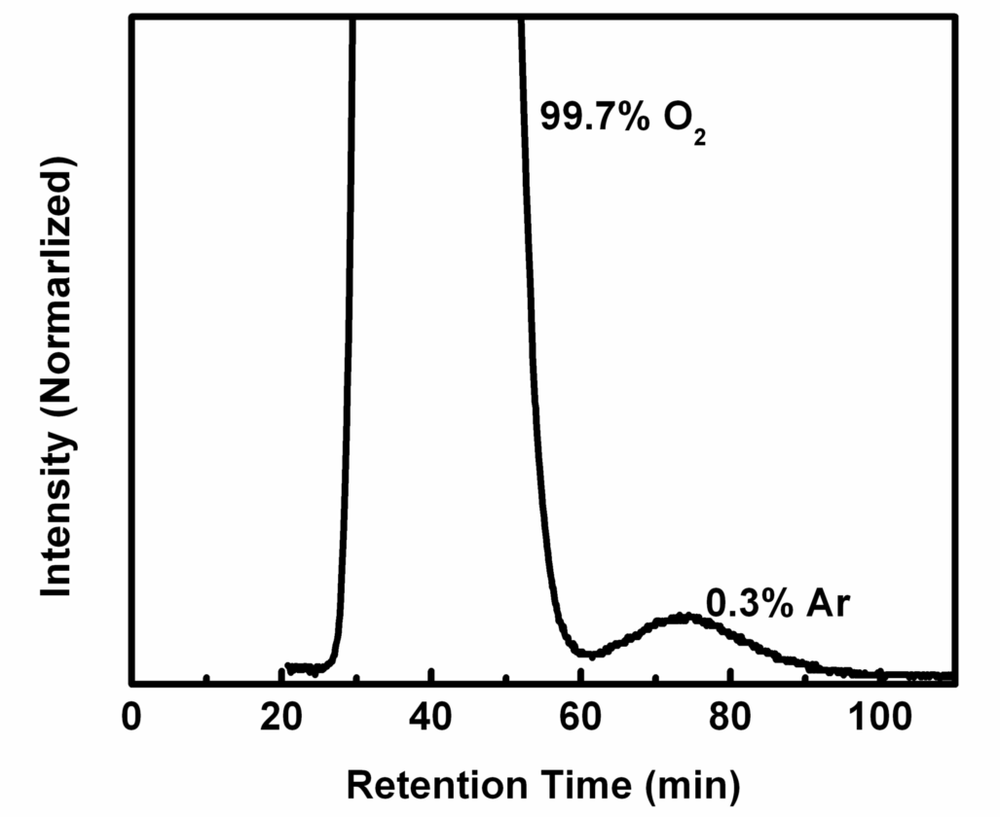 99.7% O₂
0.3% Ar
Intensity (Normarlized)
0 20 40 60 80 100
Retention Time (min)